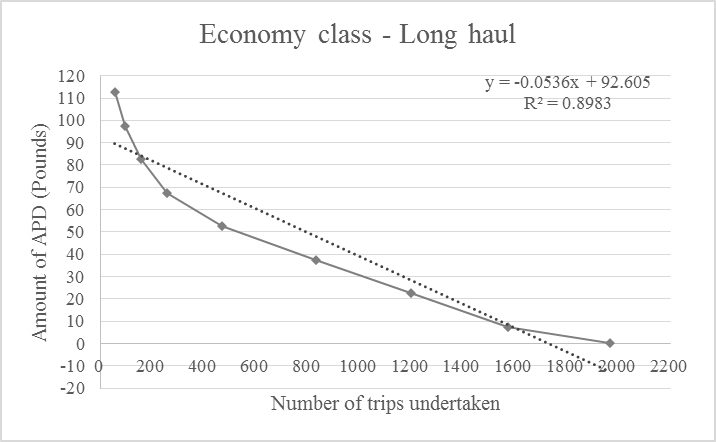 Economy class - Long haul
y = -0.0536x + 92.605
R² = 0.8983
Amount of APD (Pounds)
120
110
100
90
80
70
60
50
40
30
20
10
0
-10
-20
0 200 400 600 800 1000 1200 1400 1600 1800 2000 2200
Number of trips undertaken